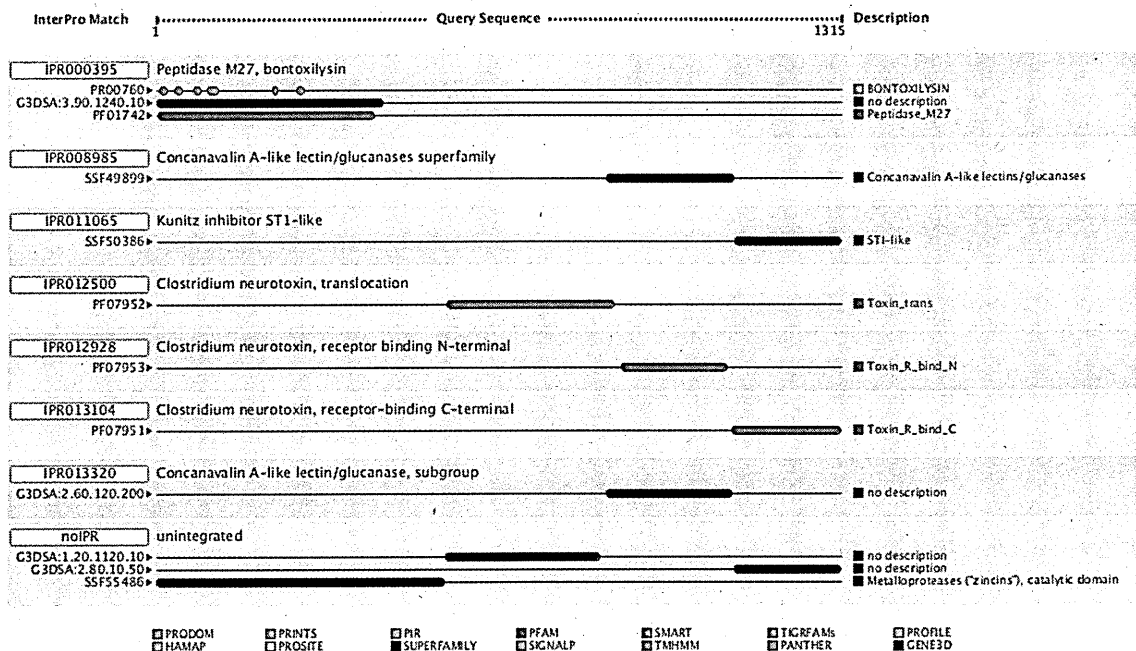 InterPro Match Query Sequence Description
1 1315
IPR000395 Peptidase M27, bontoxilysin
PR00760 BONTOXILYSIN
G3DSA:3.90.1240.10 no description
PF01742 Peptidase_M27
IPR008985 Concanavalin A-like lectin/glucanases superfamily
SSF49899 Concanavalin A-like lectins/glucanases
IPR011065 Kunitz inhibitor ST1-like
SSF50386 STI-like
IPR012500 Clostridium neurotoxin, translocation
PF07952 Toxin_trans
IPR012928 Clostridium neurotoxin, receptor binding N-terminal
PF07953 Toxin_R_bind_N
IPR013104 Clostridium neurotoxin, receptor-binding C-terminal
PF07951 Toxin_R_bind_C
IPR013320 Concanavalin A-like lectin/glucanase, subgroup
G3DSA:2.60.120.200 no description
noIPR unintegrated
G3DSA:1.20.1120.10 no description
G3DSA:2.80.10.50 no description
SSF55486 Metalloproteases ("zincins"), catalytic domain
PRODOM PRINTS PIR PFAM SMART TIGRFAMs PROFILE
HAMAP PROSITE SUPERFAMILY SIGNALP TMHMM PANTHER GENE3D